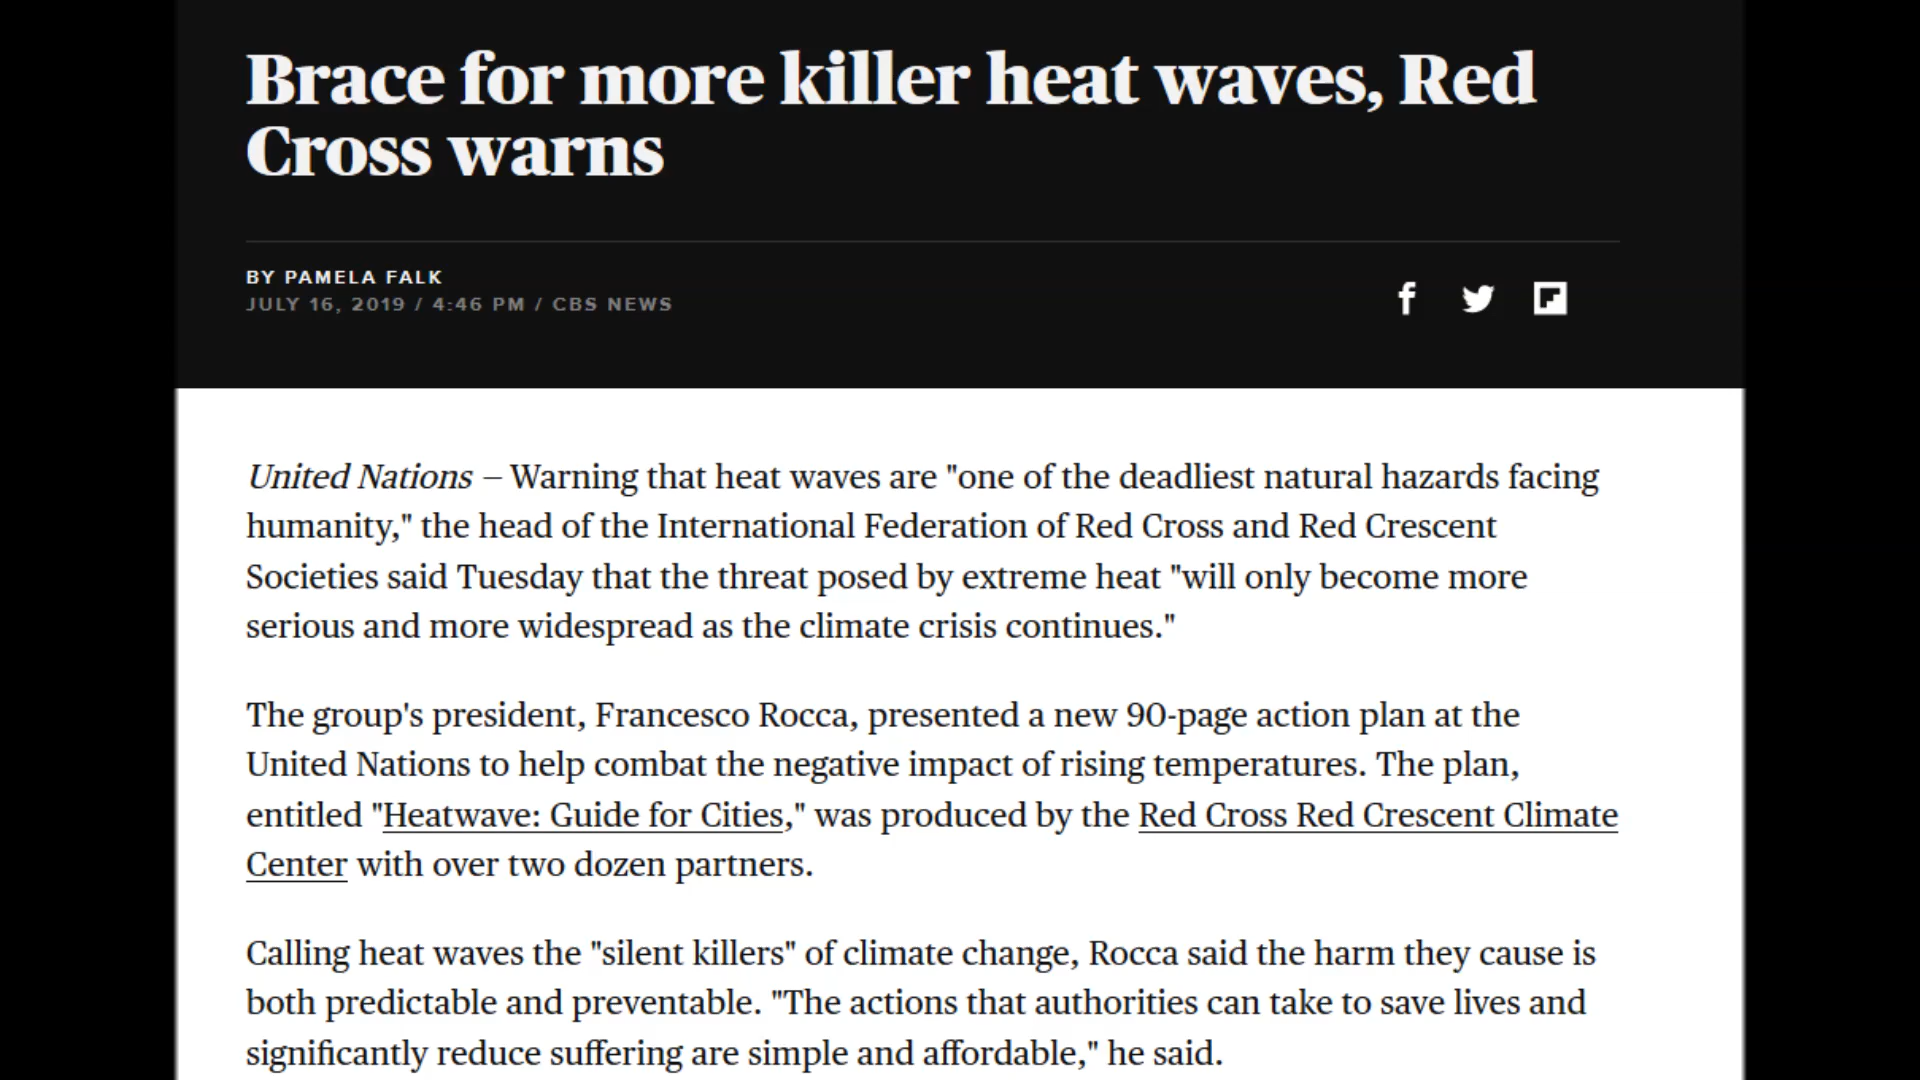 Brace for more killer heat waves, Red
Cross warns
BY PAMELA FALK
JULY 16, 2019 / 4:46 PM / CBS NEWS
United Nations — Warning that heat waves are "one of the deadliest natural hazards facing
humanity," the head of the International Federation of Red Cross and Red Crescent
Societies said Tuesday that the threat posed by extreme heat "will only become more
serious and more widespread as the climate crisis continues."
The group's president, Francesco Rocca, presented a new 90-page action plan at the
United Nations to help combat the negative impact of rising temperatures. The plan,
entitled "Heatwave: Guide for Cities," was produced by the Red Cross Red Crescent Climate
Center with over two dozen partners.
Calling heat waves the "silent killers" of climate change, Rocca said the harm they cause is
both predictable and preventable. "The actions that authorities can take to save lives and
significantly reduce suffering are simple and affordable," he said.